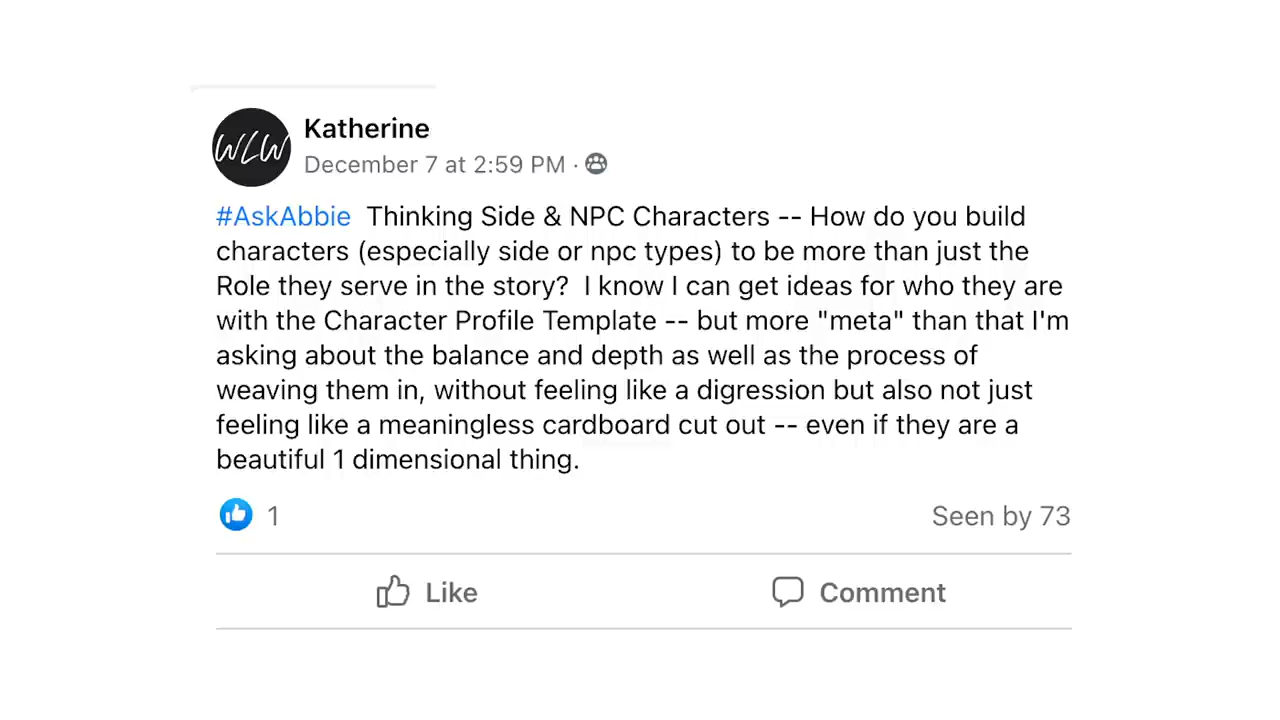 WLW
Katherine
December 7 at 2:59 PM ·
#AskAbbie Thinking Side & NPC Characters -- How do you build
characters (especially side or npc types) to be more than just the
Role they serve in the story? I know I can get ideas for who they are
with the Character Profile Template -- but more "meta" than that I'm
asking about the balance and depth as well as the process of
weaving them in, without feeling like a digression but also not just
feeling like a meaningless cardboard cut out -- even if they are a
beautiful 1 dimensional thing.
1
Seen by 73
Like
Comment